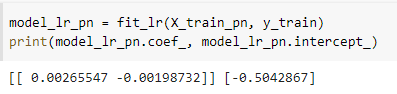 model_lr_pn = fit_lr(X_train_pn, y_train)
print(model_lr_pn.coef_, model_lr_pn.intercept_)
[[ 0.00265547 -0.00198732]] [-0.5042867]